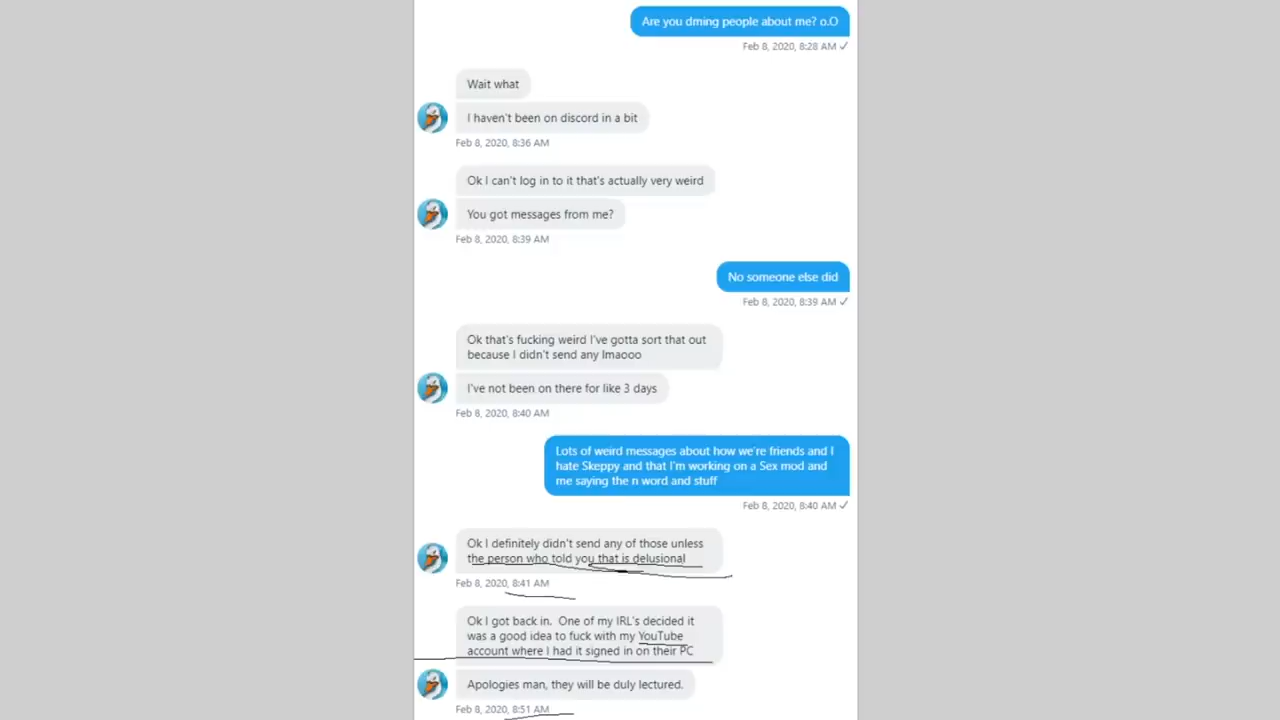 Are you dming people about me? o.O
Feb 8, 2020, 8:28 AM ✓
Wait what
I haven't been on discord in a bit
Feb 8, 2020, 8:36 AM
Ok I can't log in to it that's actually very weird
You got messages from me?
Feb 8, 2020, 8:39 AM
No someone else did
Feb 8, 2020, 8:39 AM ✓
Ok that's fucking weird I've gotta sort that out
because I didn't send any lmaooo
I've not been on there for like 3 days
Feb 8, 2020, 8:40 AM
Lots of weird messages about how we're friends and I
hate Skeppy and that I'm working on a Sex mod and
me saying the n word and stuff
Feb 8, 2020, 8:40 AM ✓
Ok I definitely didn't send any of those unless
the person who told you that is delusional
Feb 8, 2020, 8:41 AM
Ok I got back in. One of my IRL's decided it
was a good idea to fuck with my YouTube
account where I had it signed in on their PC
Apologies man, they will be duly lectured.
Feb 8, 2020, 8:51 AM